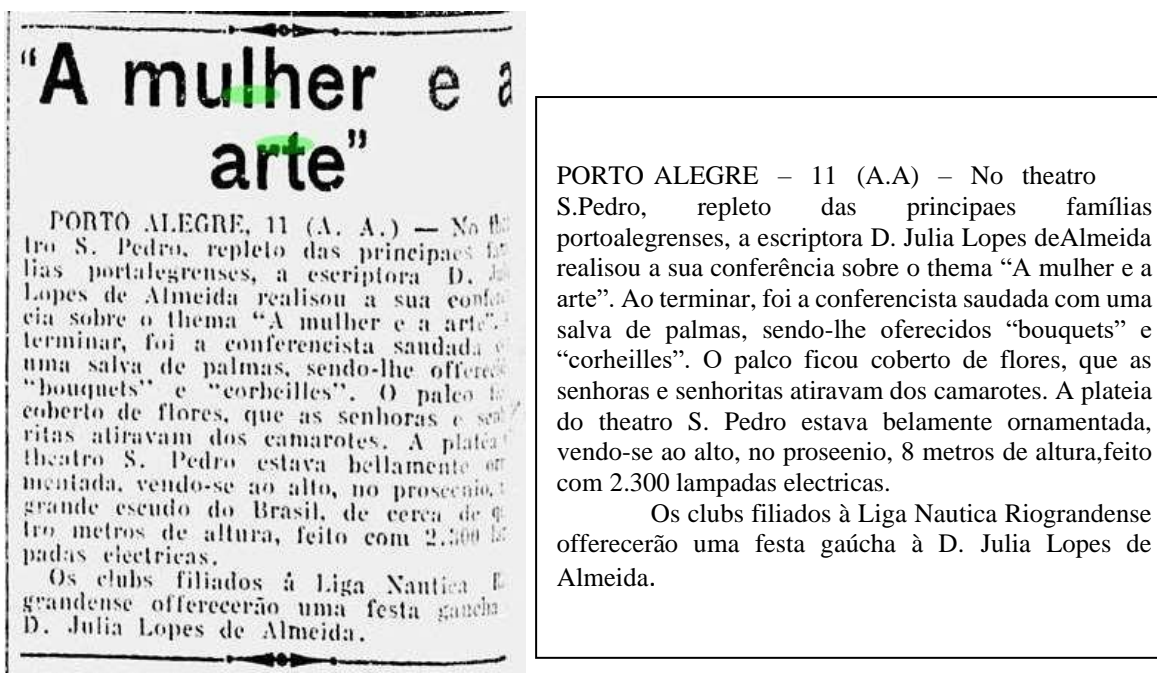 "A mulher e a
arte"
PORTO ALEGRE, 11 (A. A.) — No
tro S. Pedro, repleto das principaes
lias portalegrenses, a escriptora D.
Lopes de Almeida realisou a sua
cia sobre o thema "A mulher e a arte".
terminar, foi a conferencista saudada
uma salva de palmas, sendo-lhe
"bouquets" e "corbeilles". O palco
coberto de flores, que as senhoras e
ritas atiravam dos camarotes. A platéa
theatro S. Pedro estava bellamente
mentada, vendo-se ao alto, no proscenio,
grande escudo do Brasil, de cerca de
tro metros de altura, feito com 2.300
padas electricas.
Os clubs filiados á Liga Nautica
grandense offerecerão uma festa gaucha
D. Julia Lopes de Almeida.
PORTO ALEGRE – 11 (A.A) – No theatro
S.Pedro, repleto das principaes famílias
portoalegrenses, a escriptora D. Julia Lopes deAlmeida
realisou a sua conferência sobre o thema “A mulher e a
arte”. Ao terminar, foi a conferencista saudada com uma
salva de palmas, sendo-lhe oferecidos “bouquets” e
“corheilles”. O palco ficou coberto de flores, que as
senhoras e senhoritas atiravam dos camarotes. A plateia
do theatro S. Pedro estava belamente ornamentada,
vendo-se ao alto, no proseenio, 8 metros de altura,feito
com 2.300 lampadas electricas.
Os clubs filiados à Liga Nautica Riograndense
offerecerão uma festa gaúcha à D. Julia Lopes de
Almeida.